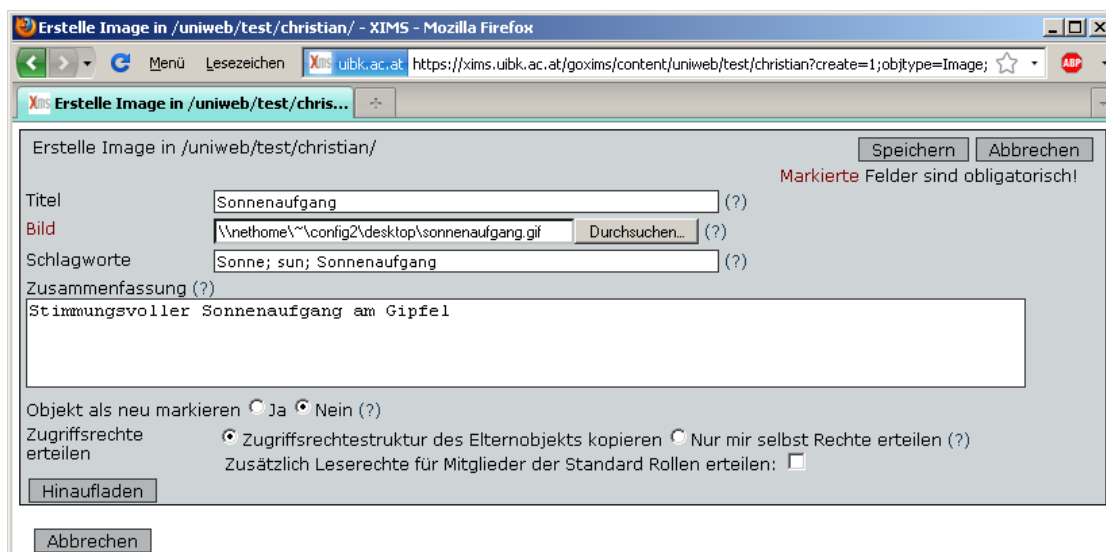 Erstelle Image in /uniweb/test/christian/ - XIMS - Mozilla Firefox
Menü Lesezeichen Xims uibk.ac.at https://xims.uibk.ac.at/goxims/content/uniweb/test/christian?create=1;objtype=Image; ABP
Xims Erstelle Image in /uniweb/test/chris...
Erstelle Image in /uniweb/test/christian/ Speichern Abbrechen
Markierte Felder sind obligatorisch!
Titel Sonnenaufgang (?)
Bild \\nethome\~\config2\desktop\sonnenaufgang.gif Durchsuchen... (?)
Schlagworte Sonne; sun; Sonnenaufgang (?)
Zusammenfassung (?)
Stimmungsvoller Sonnenaufgang am Gipfel
Objekt als neu markieren Ja Nein (?)
Zugriffsrechte erteilen Zugriffsrechtestruktur des Elternobjekts kopieren Nur mir selbst Rechte erteilen (?)
Zusätzlich Leserechte für Mitglieder der Standard Rollen erteilen:
Hinaufladen
Abbrechen